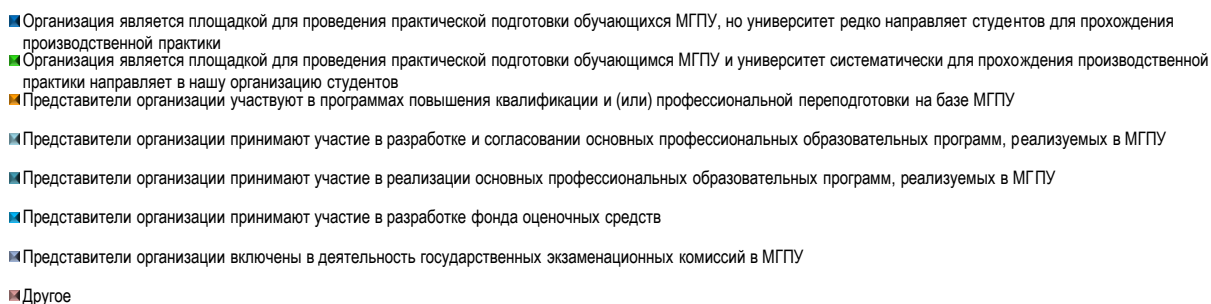 Организация является площадкой для проведения практической подготовки обучающихся МГПУ, но университет редко направляет студентов для прохождения
производственной практики
Организация является площадкой для проведения практической подготовки обучающимся МГПУ и университет систематически для прохождения производственной
практики направляет в нашу организацию студентов
Представители организации участвуют в программах повышения квалификации и (или) профессиональной переподготовки на базе МГПУ
Представители организации принимают участие в разработке и согласовании основных профессиональных образовательных программ, реализуемых в МГПУ
Представители организации принимают участие в реализации основных профессиональных образовательных программ, реализуемых в МГПУ
Представители организации принимают участие в разработке фонда оценочных средств
Представители организации включены в деятельность государственных экзаменационных комиссий в МГПУ
Другое